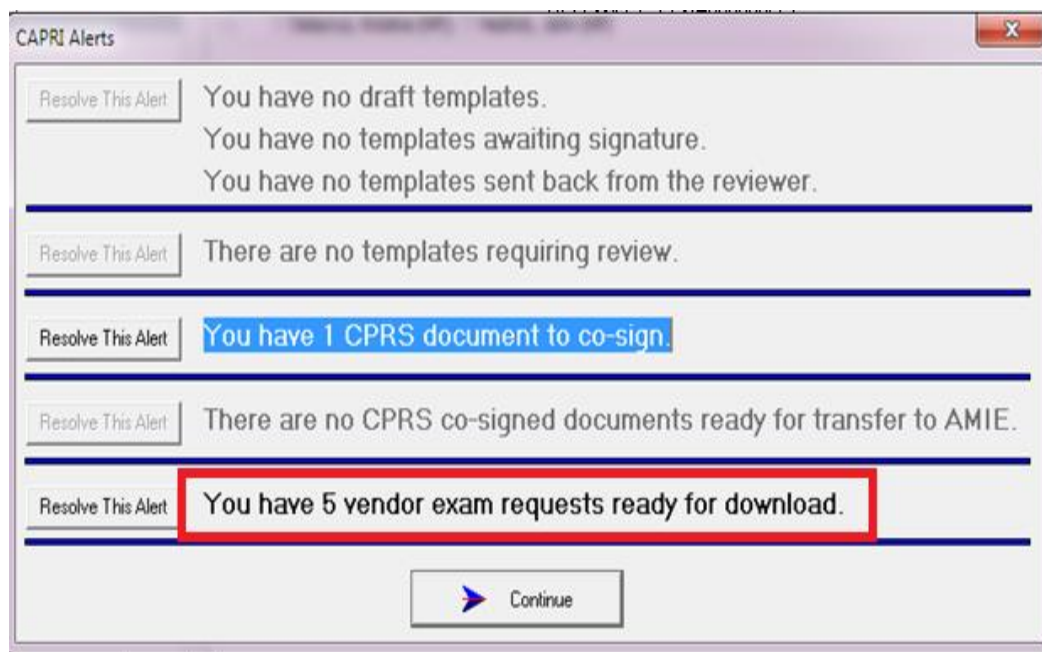 CAPRI Alerts
x
Resolve This Alert You have no draft templates.
You have no templates awaiting signature.
You have no templates sent back from the reviewer.
Resolve This Alert There are no templates requiring review.
Resolve This Alert You have 1 CPRS document to co-sign.
Resolve This Alert There are no CPRS co-signed documents ready for transfer to AMIE.
Resolve This Alert You have 5 vendor exam requests ready for download.
Continue